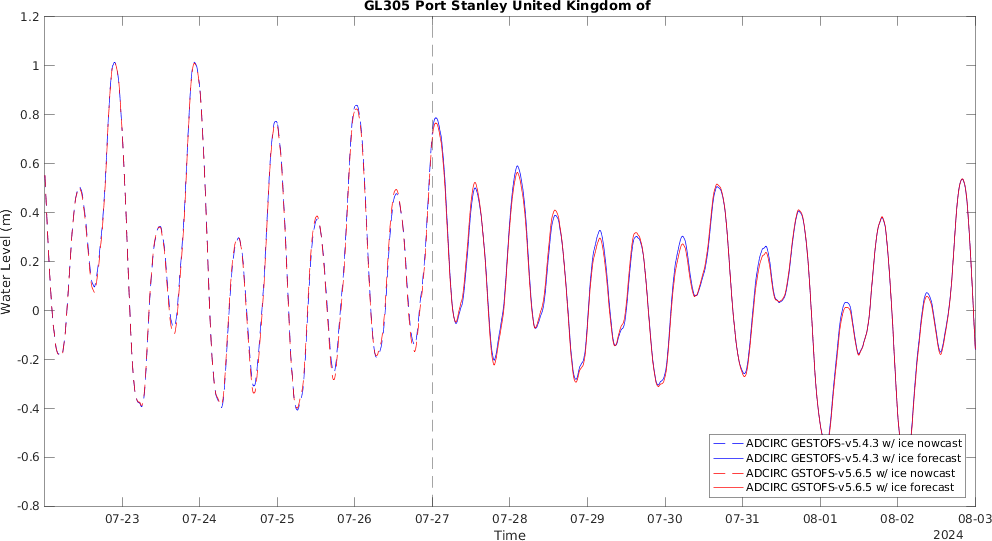 GL305 Port Stanley United Kingdom of
1.2
1
0.8
0.6
0.4
0.2
0
-0.2
-0.4
-0.6
-0.8
Water Level (m)
ADCIRC GESTOFS-v5.4.3 w/ ice nowcast
ADCIRC GESTOFS-v5.4.3 w/ ice forecast
ADCIRC GSTOFS-v5.6.5 w/ ice nowcast
ADCIRC GSTOFS-v5.6.5 w/ ice forecast
07-23 07-24 07-25 07-26 07-27 07-28 07-29 07-30 07-31 08-01 08-02 08-03
Time
2024